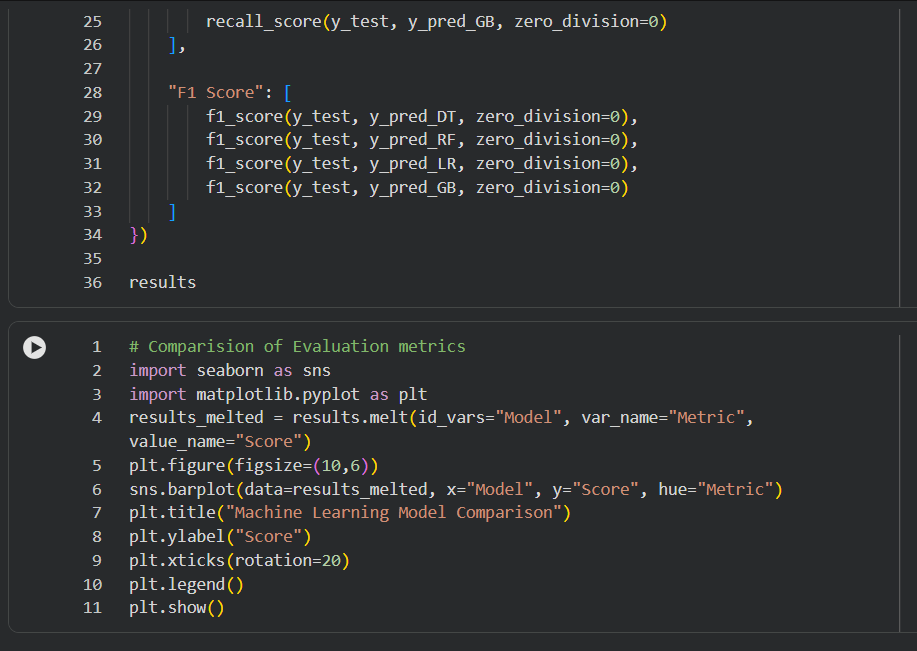 25 recall_score(y_test, y_pred_GB, zero_division=0)
26 ],
27
28 "F1 Score": [
29 f1_score(y_test, y_pred_DT, zero_division=0),
30 f1_score(y_test, y_pred_RF, zero_division=0),
31 f1_score(y_test, y_pred_LR, zero_division=0),
32 f1_score(y_test, y_pred_GB, zero_division=0)
33 ]
34 })
35
36 results
1 # Comparision of Evaluation metrics
2 import seaborn as sns
3 import matplotlib.pyplot as plt
4 results_melted = results.melt(id_vars="Model", var_name="Metric",
value_name="Score")
5 plt.figure(figsize=(10,6))
6 sns.barplot(data=results_melted, x="Model", y="Score", hue="Metric")
7 plt.title("Machine Learning Model Comparison")
8 plt.ylabel("Score")
9 plt.xticks(rotation=20)
10 plt.legend()
11 plt.show()